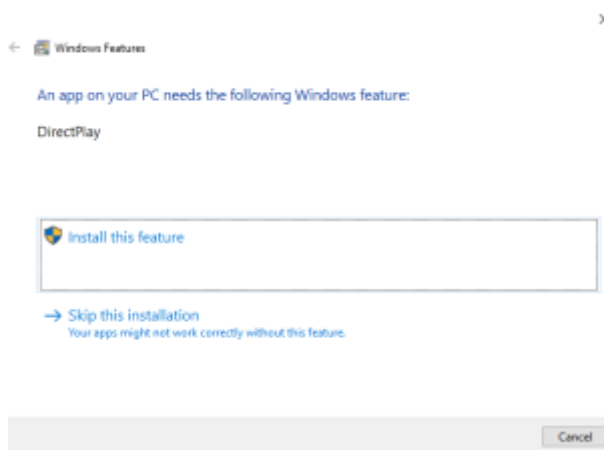 Windows Features
An app on your PC needs the following Windows feature:
DirectPlay
Install this feature
Skip this installation
Your apps might not work correctly without this feature.
Cancel